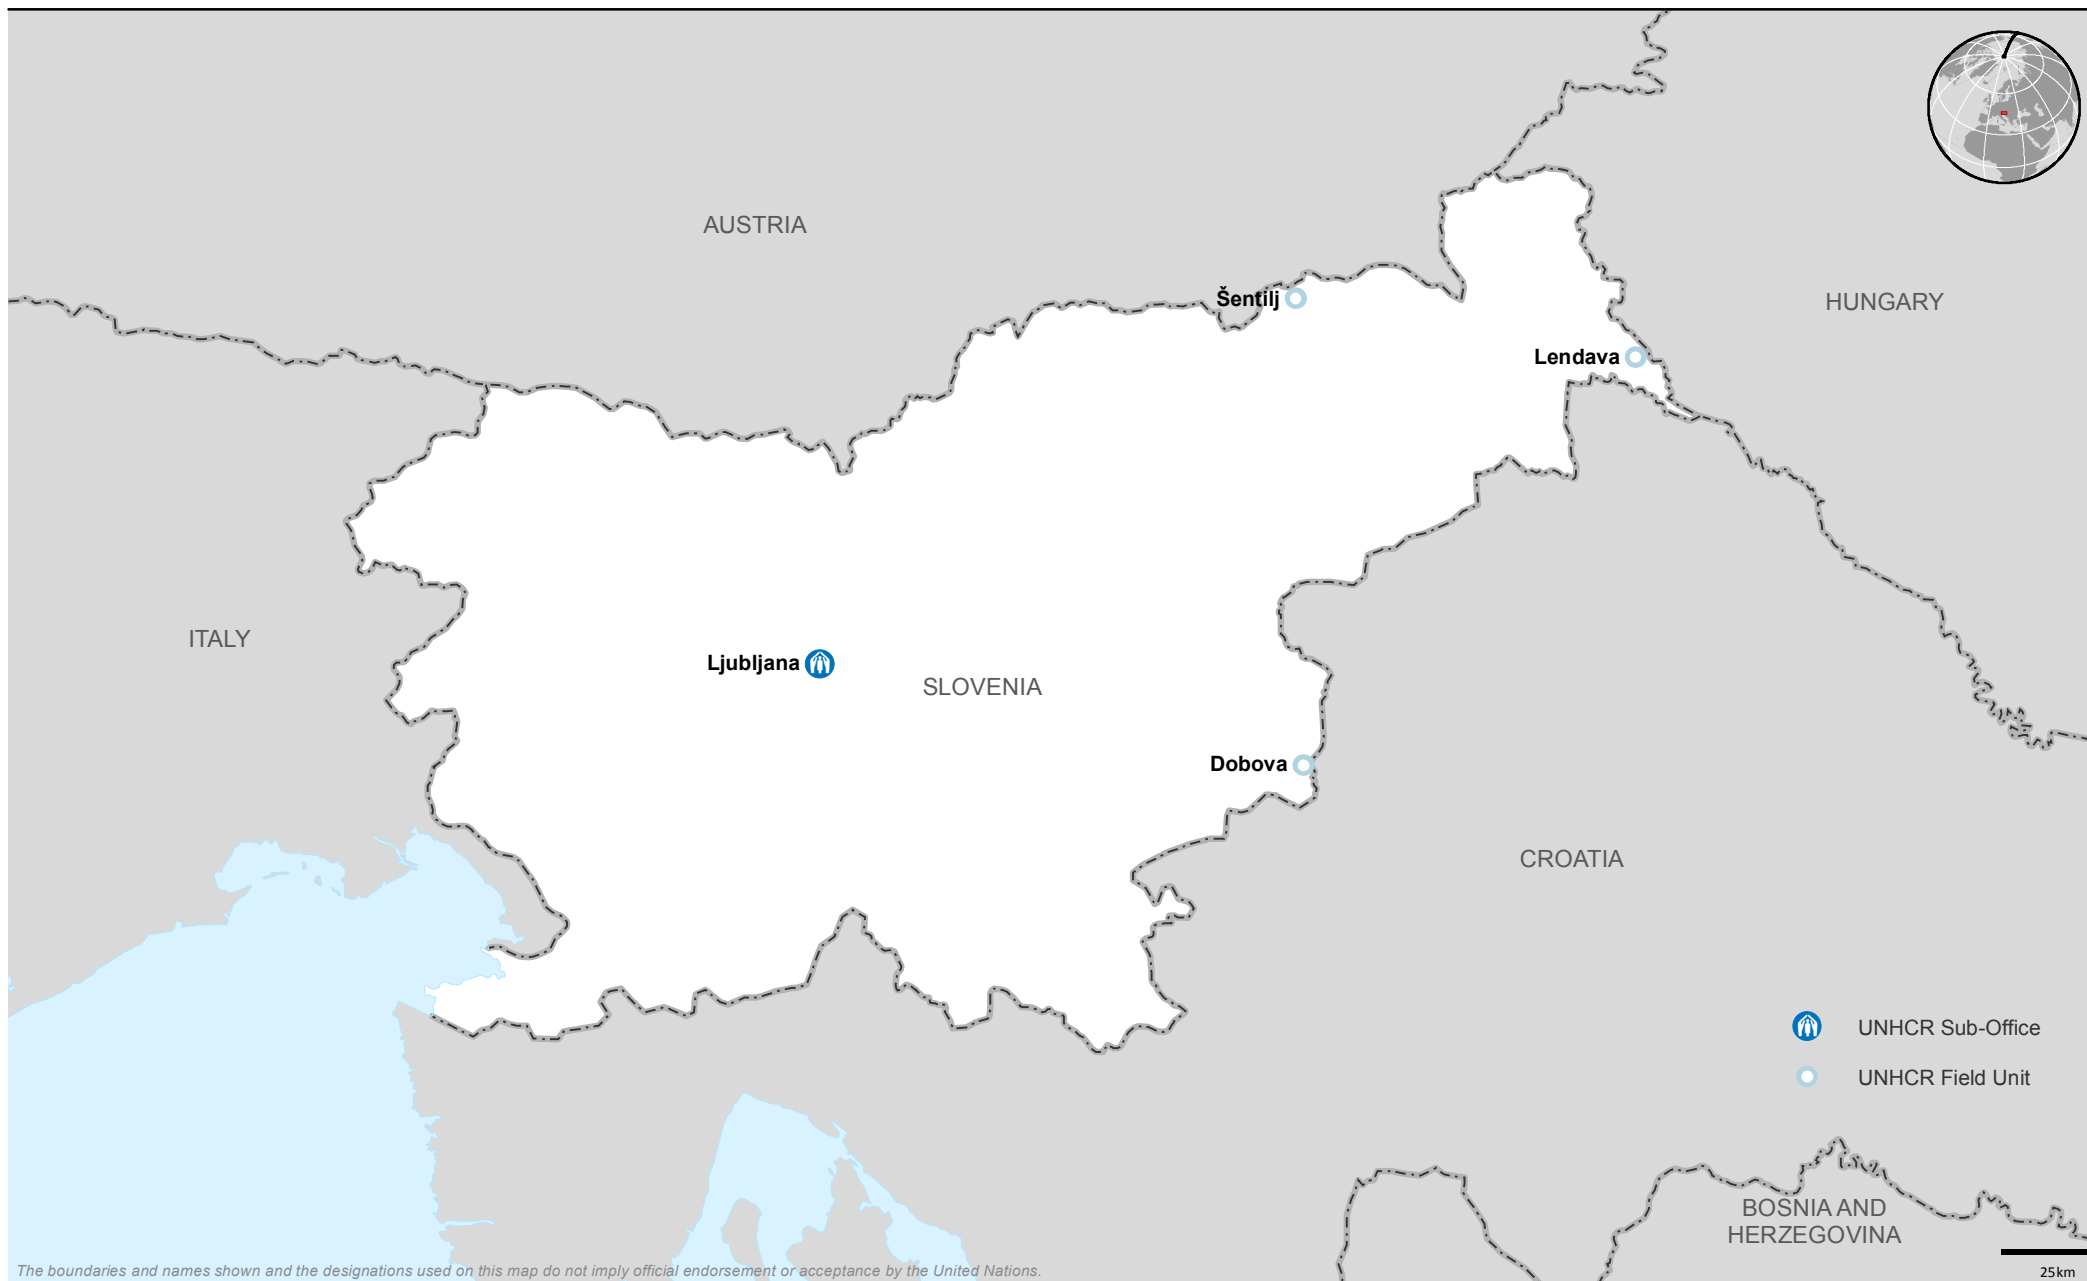 AUSTRIA
Šentilj
HUNGARY
Lendava
ITALY
Ljubljana
SLOVENIA
Dobova
CROATIA
UNHCR Sub-Office
UNHCR Field Unit
BOSNIA AND
HERZEGOVINA
The boundaries and names shown and the designations used on this map do not imply official endorsement or acceptance by the United Nations.
25km